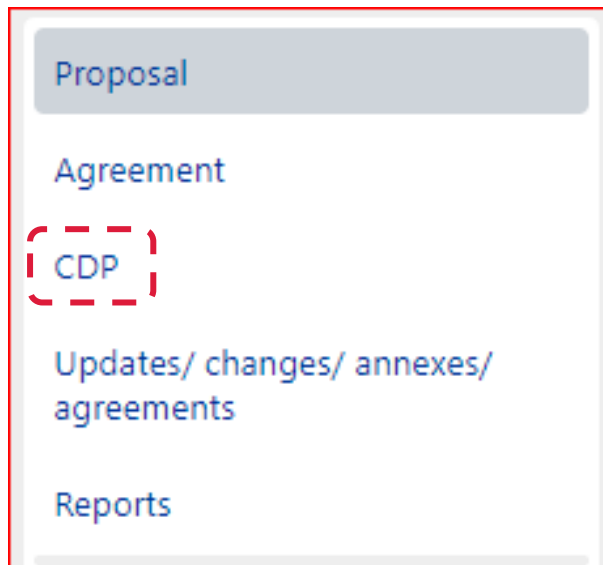 Proposal
Agreement
CDP
Updates/ changes/ annexes/
agreements
Reports